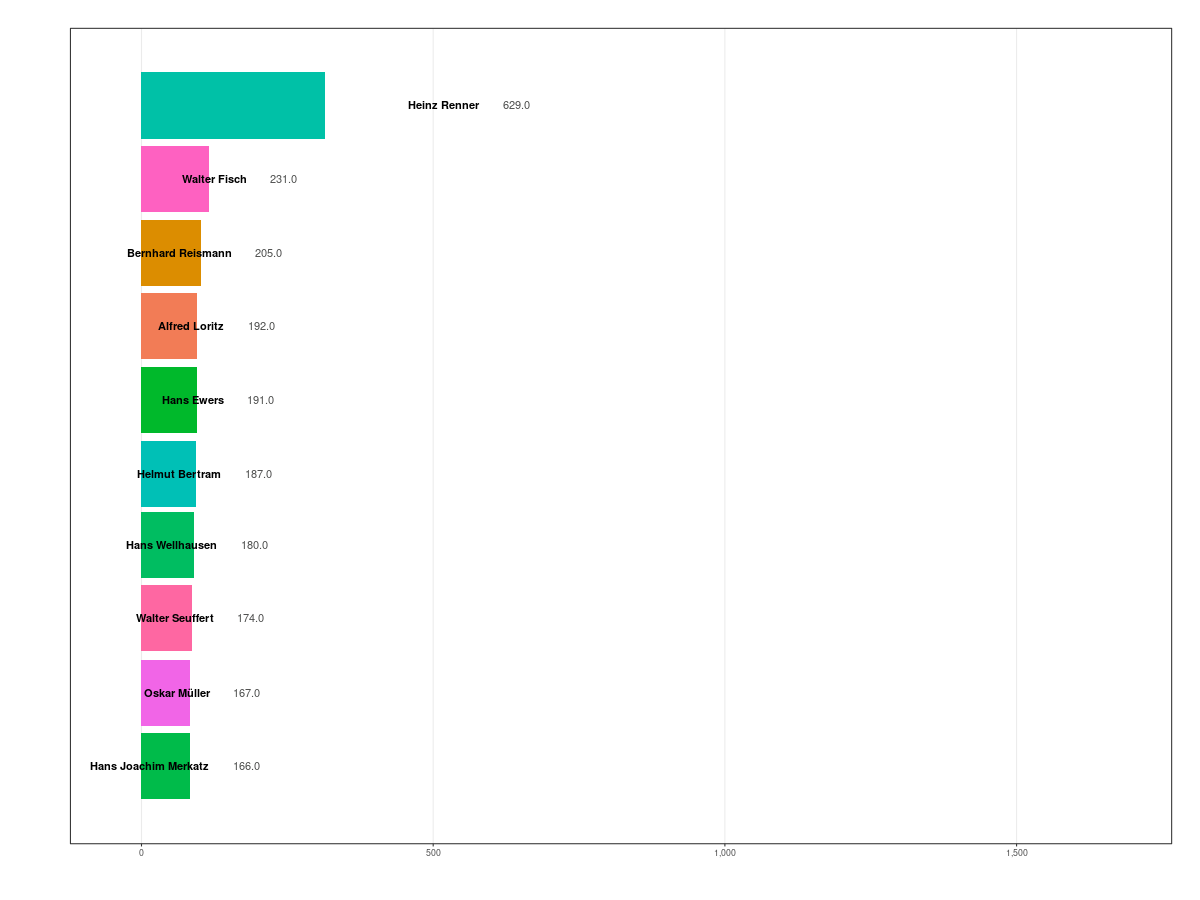 Heinz Renner 629.0
Walter Fisch 231.0
Bernhard Reismann 205.0
Alfred Loritz 192.0
Hans Ewers 191.0
Helmut Bertram 187.0
Hans Wellhausen 180.0
Walter Seuffert 174.0
Oskar Müller 167.0
Hans Joachim Merkatz 166.0
0 500 1,000 1,500